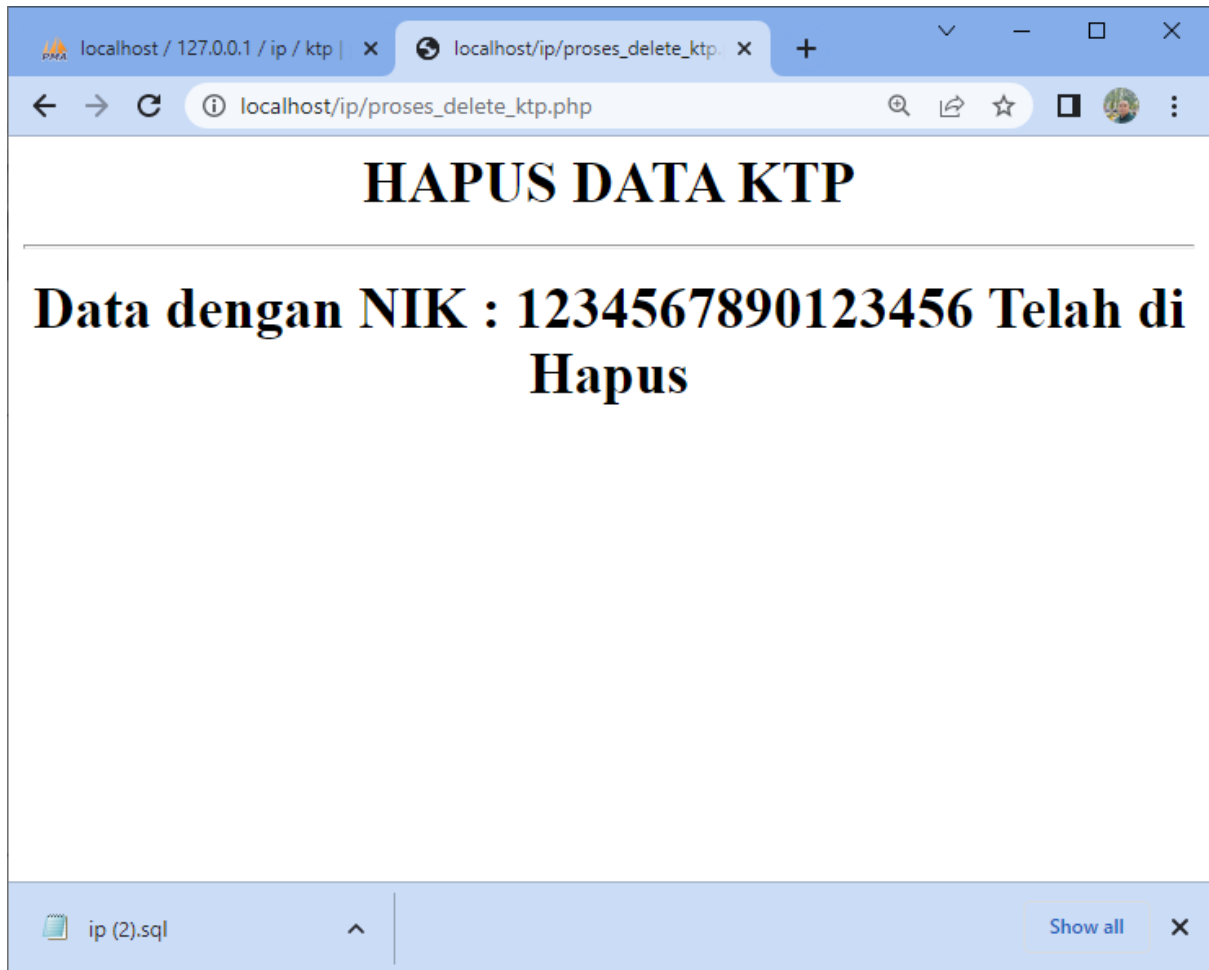 localhost / 127.0.0.1 / ip / ktp |
localhost/ip/proses_delete_ktp.
localhost/ip/proses_delete_ktp.php
HAPUS DATA KTP
Data dengan NIK : 1234567890123456 Telah di
Hapus
ip (2).sql
Show all